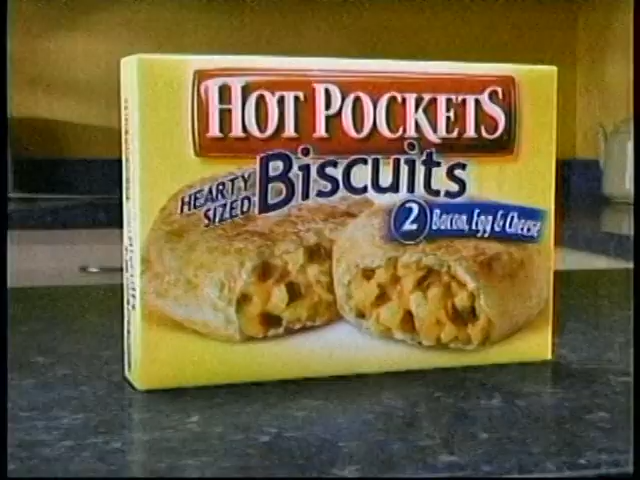 HOT POCKETS
HEARTY SIZED
Biscuits
2 Bacon, Egg & Cheese